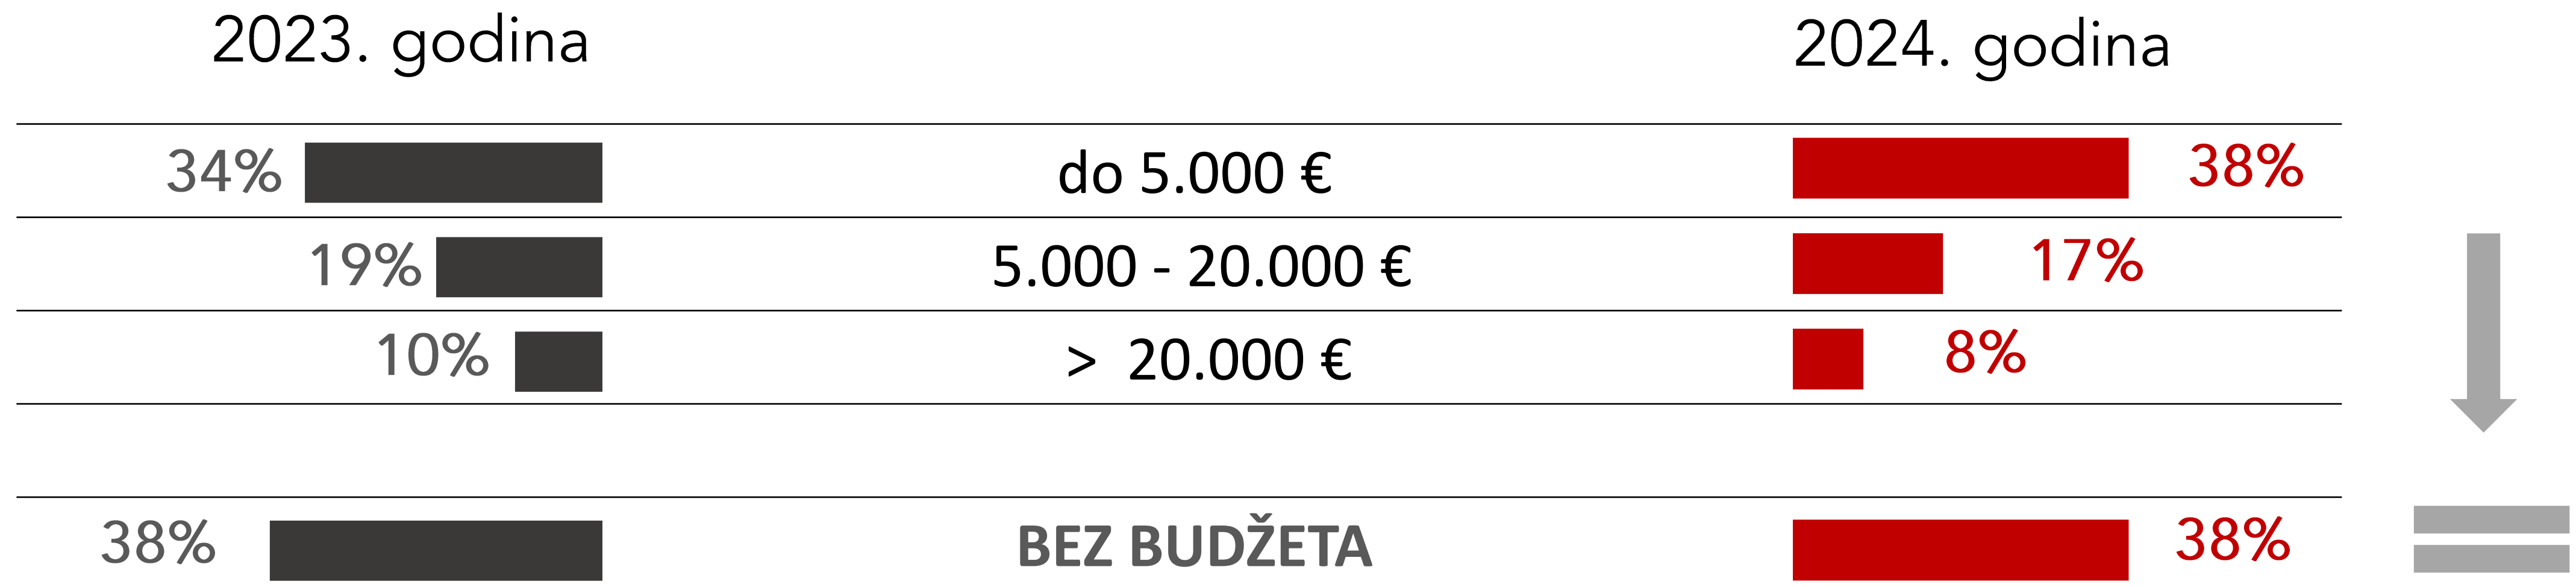 2023. godina 2024. godina
34% do 5.000 € 38%
19% 5.000 - 20.000 € 17%
10% > 20.000 € 8%
38% BEZ BUDŽETA 38%